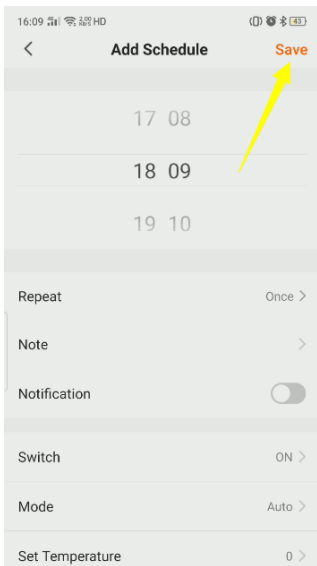 16:09 HD 43
Add Schedule Save
17 08
18 09
19 10
Repeat Once
Note
Notification
Switch ON
Mode Auto
Set Temperature 0